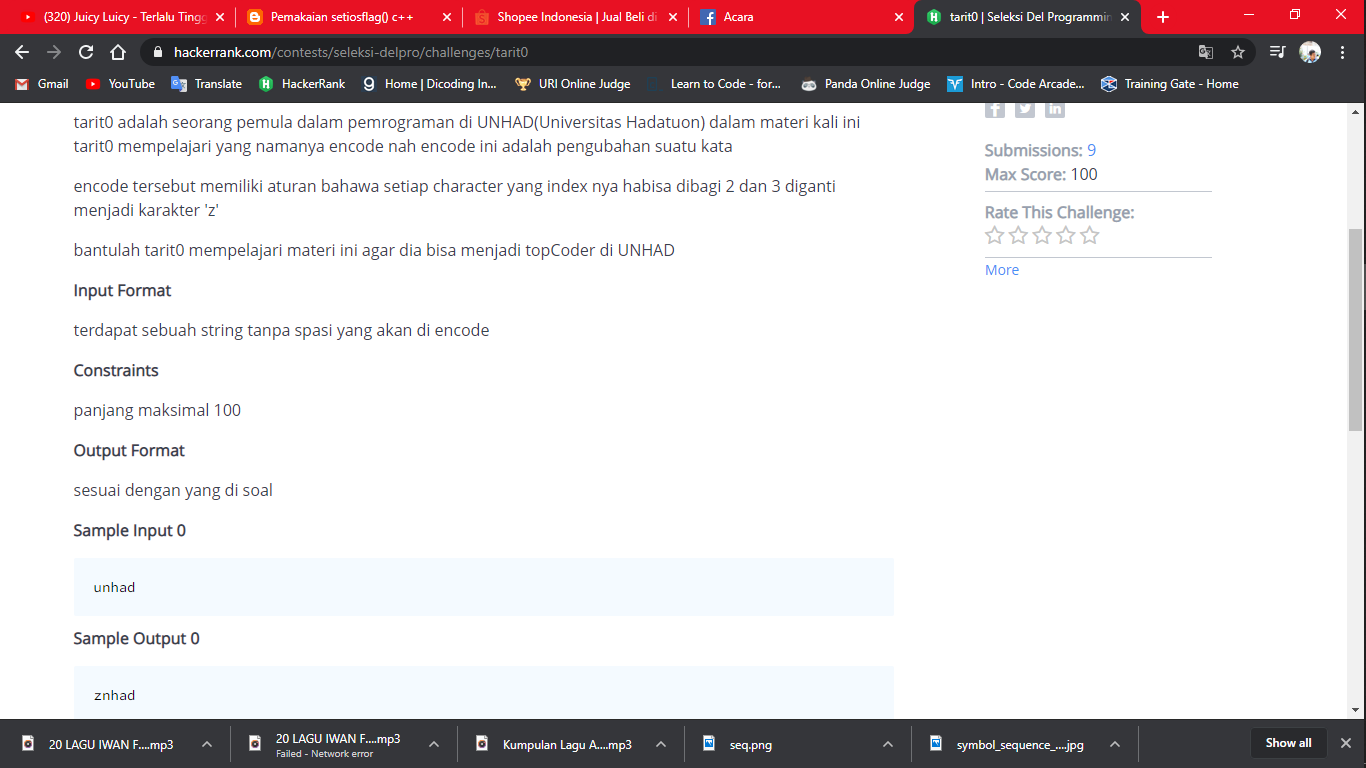 (320) Juicy Luicy - Terlalu Tingg
Pemakaian setiosflag() c++
Shopee Indonesia | Jual Beli di
Acara
tarit0 | Seleksi Del Programmin
hackerrank.com/contests/seleksi-delpro/challenges/tarit0
Gmail
YouTube
Translate
HackerRank
Home | Dicoding In...
URI Online Judge
Learn to Code - for...
Panda Online Judge
Intro - Code Arcade...
Training Gate - Home
tarit0 adalah seorang pemula dalam pemrograman di UNHAD(Universitas Hadatuon) dalam materi kali ini
tarit0 mempelajari yang namanya encode nah encode ini adalah pengubahan suatu kata
encode tersebut memiliki aturan bahawa setiap character yang index nya habisa dibagi 2 dan 3 diganti
menjadi karakter 'z'
bantulah tarit0 mempelajari materi ini agar dia bisa menjadi topCoder di UNHAD
Input Format
terdapat sebuah string tanpa spasi yang akan di encode
Constraints
panjang maksimal 100
Output Format
sesuai dengan yang di soal
Sample Input 0
unhad
Sample Output 0
znhad
Submissions: 9
Max Score: 100
Rate This Challenge:
More
20 LAGU IWAN F....mp3
20 LAGU IWAN F....mp3
Failed - Network error
Kumpulan Lagu A....mp3
seq.png
symbol_sequence_....jpg
Show all